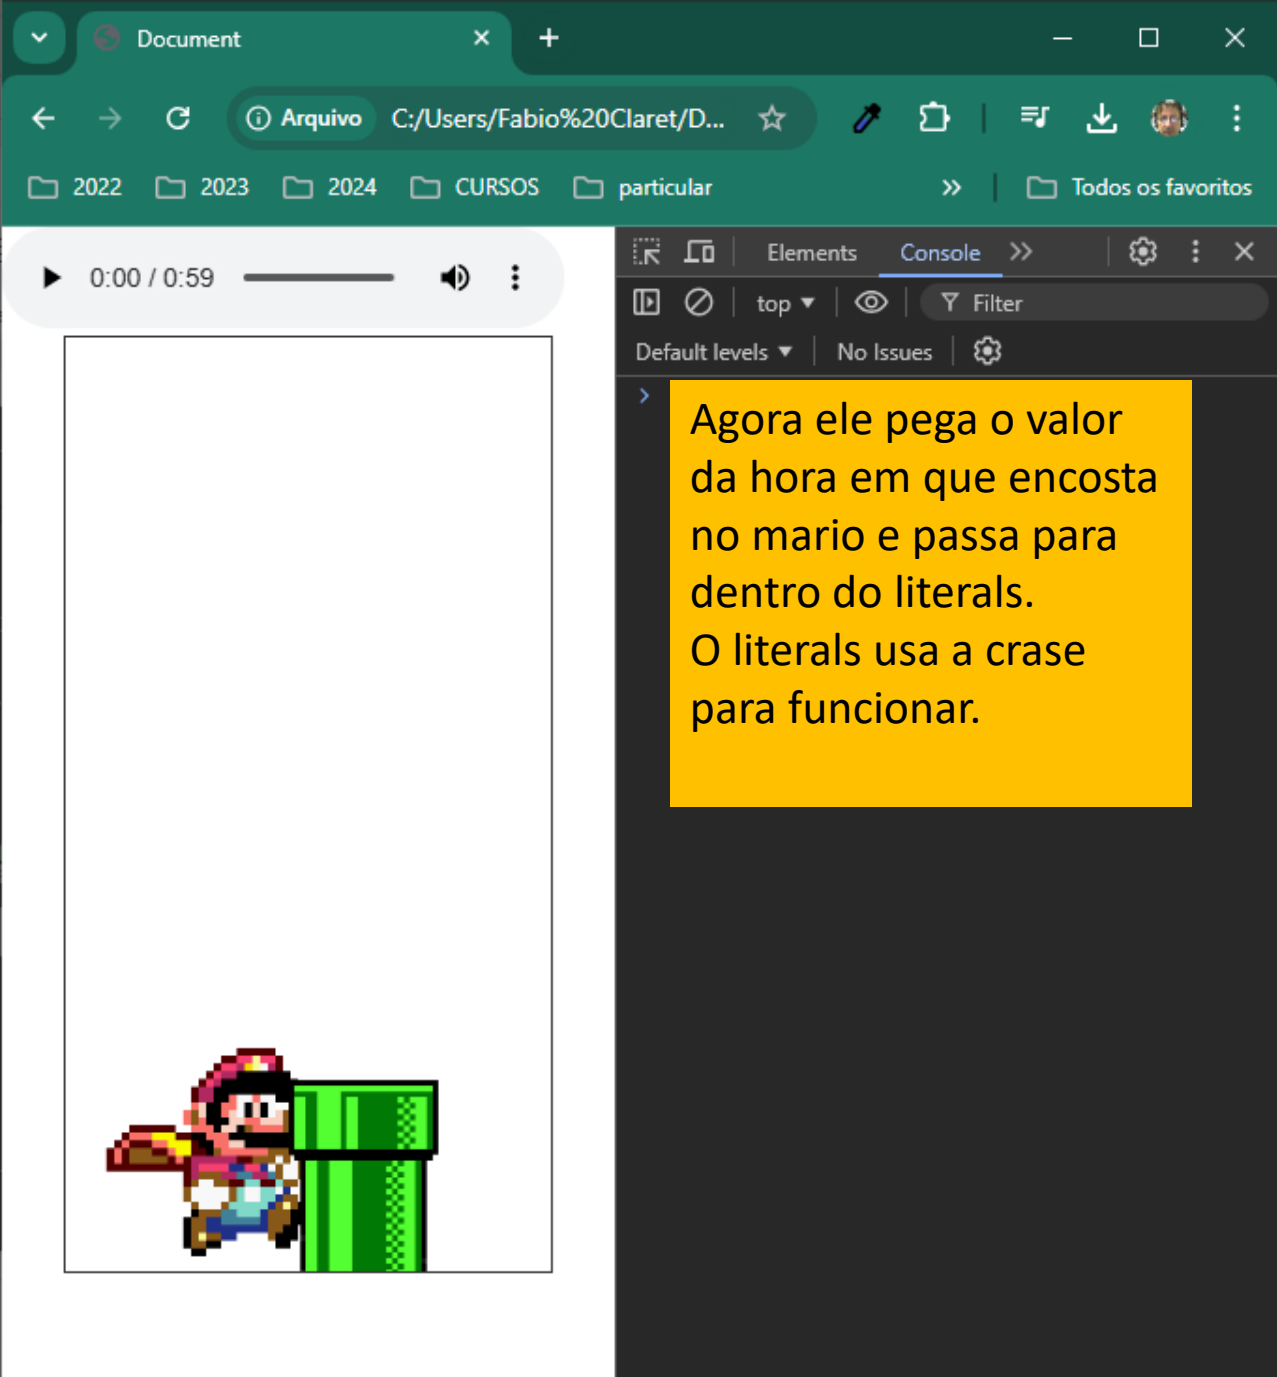 Document
Arquivo C:/Users/Fabio%20Claret/D...
2022 2023 2024 CURSOS particular » Todos os favoritos
0:00 / 0:59
Elements Console
top Filter
Default levels No Issues
Agora ele pega o valor
da hora em que encosta
no mario e passa para
dentro do literals.
O literals usa a crase
para funcionar.